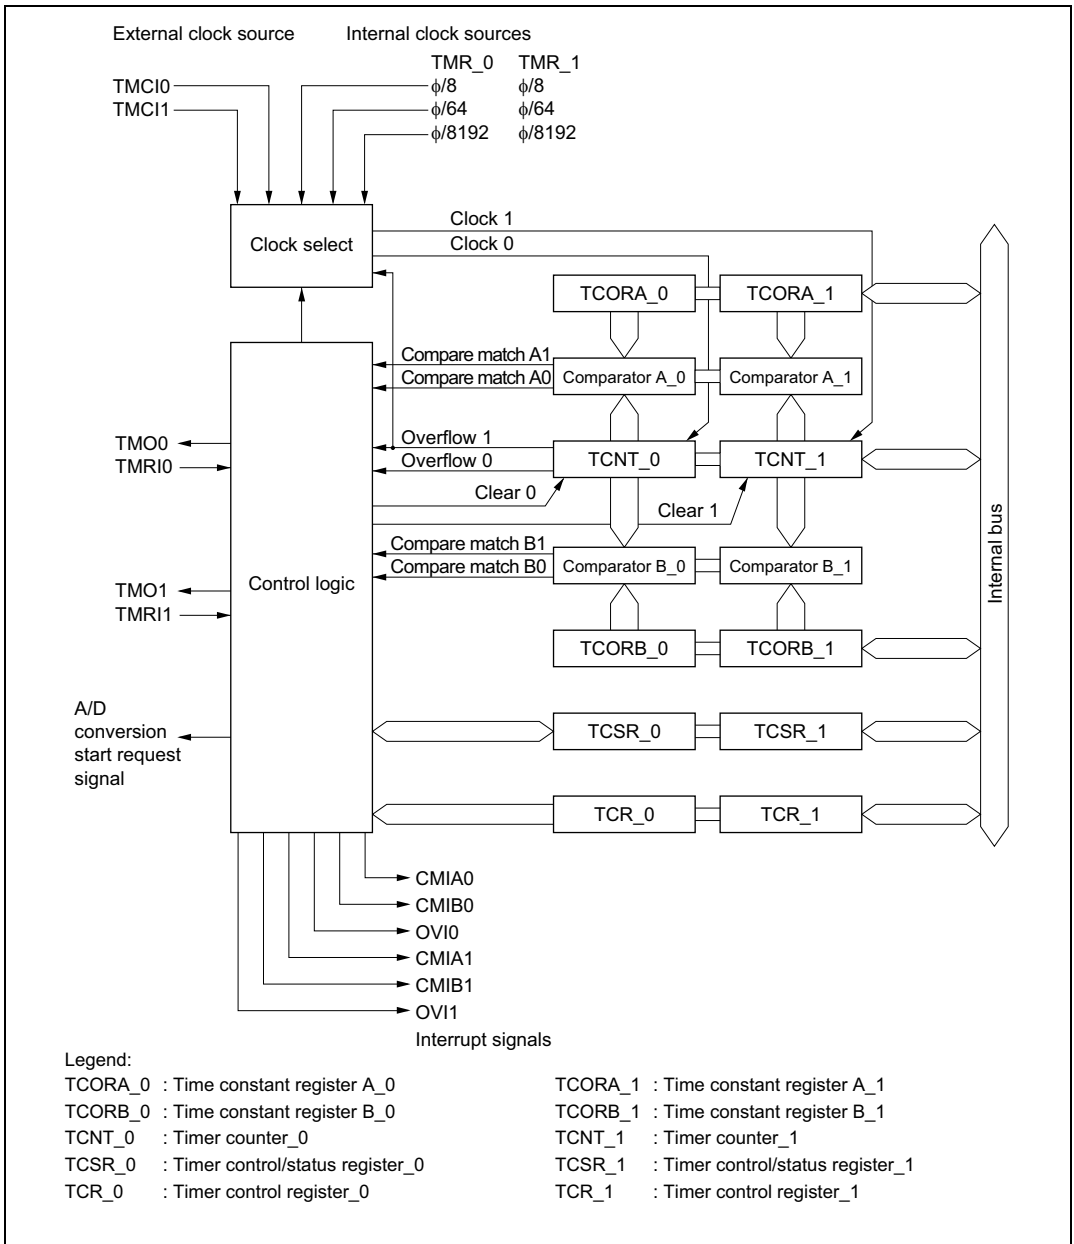 External clock source
Internal clock sources
TMR_0 TMR_1
TMCI0
ϕ/8 ϕ/8
TMCI1
ϕ/64 ϕ/64
ϕ/8192 ϕ/8192
Clock select
Clock 1
Clock 0
TCORA_0
TCORA_1
Compare match A1
Compare match A0
Comparator A_0
Comparator A_1
TMO0
TMRI0
Overflow 1
Overflow 0
TCNT_0
TCNT_1
Clear 0
Clear 1
Internal bus
Compare match B1
Compare match B0
Comparator B_0
Comparator B_1
Control logic
TMO1
TMRI1
TCORB_0
TCORB_1
A/D
conversion
start request
signal
TCSR_0
TCSR_1
TCR_0
TCR_1
CMIA0
CMIB0
OVI0
CMIA1
CMIB1
OVI1
Interrupt signals
Legend:
TCORA_0 : Time constant register A_0
TCORB_0 : Time constant register B_0
TCNT_0 : Timer counter_0
TCSR_0 : Timer control/status register_0
TCR_0 : Timer control register_0
TCORA_1 : Time constant register A_1
TCORB_1 : Time constant register B_1
TCNT_1 : Timer counter_1
TCSR_1 : Timer control/status register_1
TCR_1 : Timer control register_1